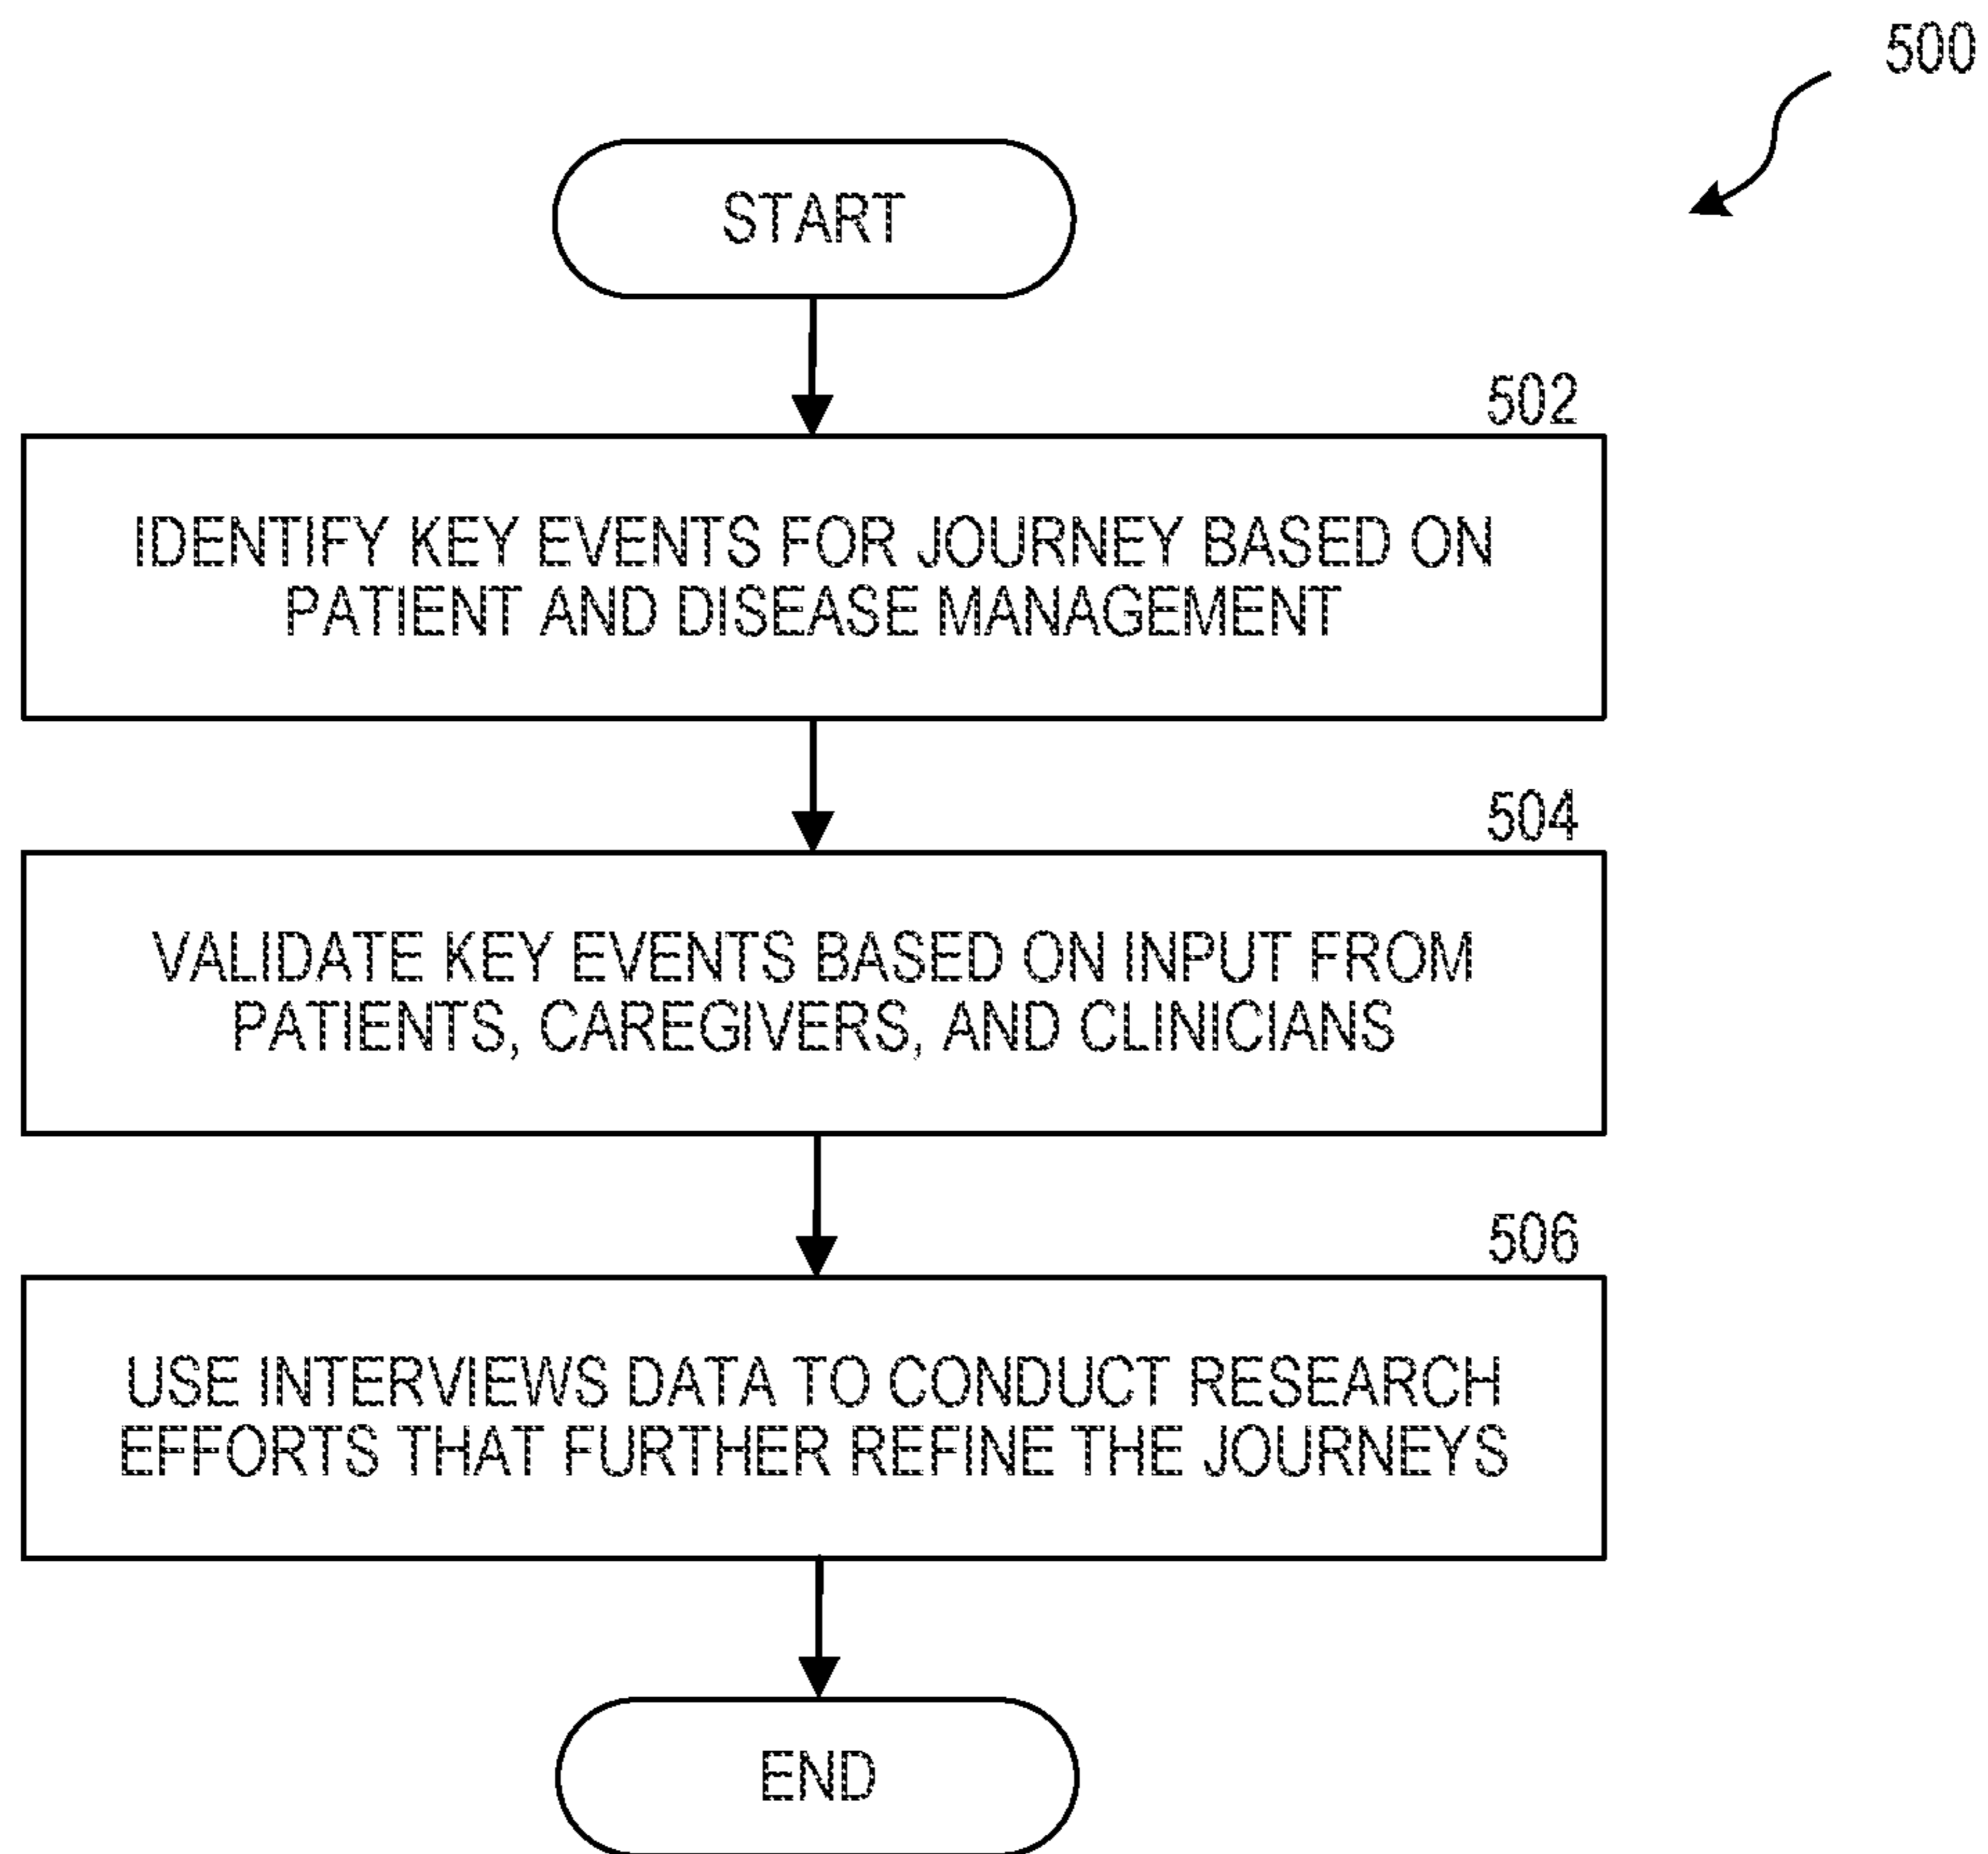 500
START
502
IDENTIFY KEY EVENTS FOR JOURNEY BASED ON
PATIENT AND DISEASE MANAGEMENT
504
VALIDATE KEY EVENTS BASED ON INPUT FROM
PATIENTS, CAREGIVERS, AND CLINICIANS
506
USE INTERVIEWS DATA TO CONDUCT RESEARCH
EFFORTS THAT FURTHER REFINE THE JOURNEYS
END